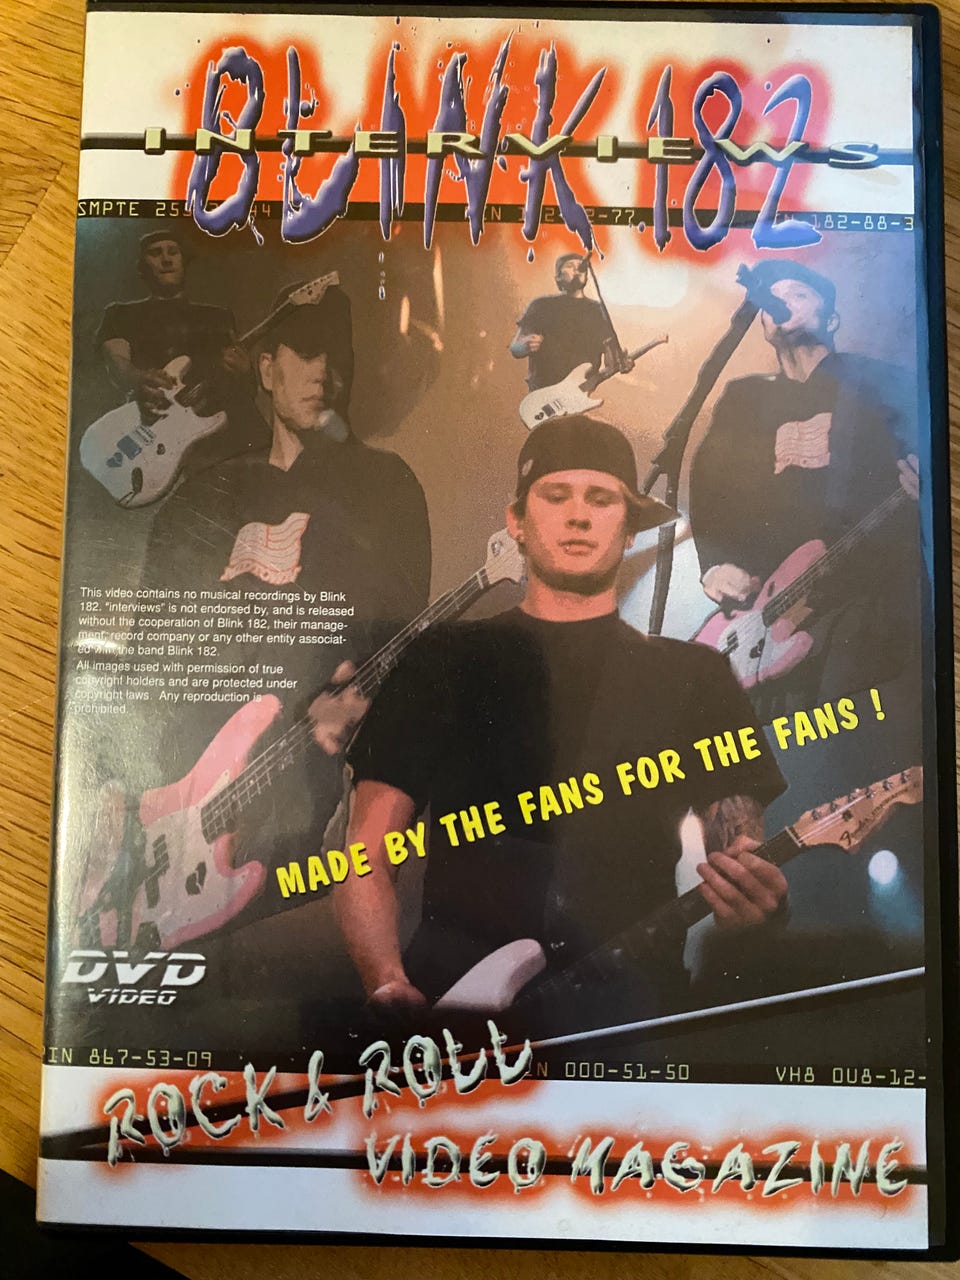 BLINK 182
INTERVIEWS
SMPTE 
182-88-3
This video contains no musical recordings by Blink
182. "interviews" is not endorsed by, and is released
without the cooperation of Blink 182, their manage-
ment, record company or any other entity associat-
ed with the band Blink 182.
All images used with permission of true
copyright holders and are protected under
copyright laws. Any reproduction is
prohibited.
MADE BY THE FANS FOR THE FANS !
Fender
DVD
VIDEO
IN 867-53-09
000-51-50
VH8 0U8-12-
ROCK & ROLL
VIDEO MAGAZINE